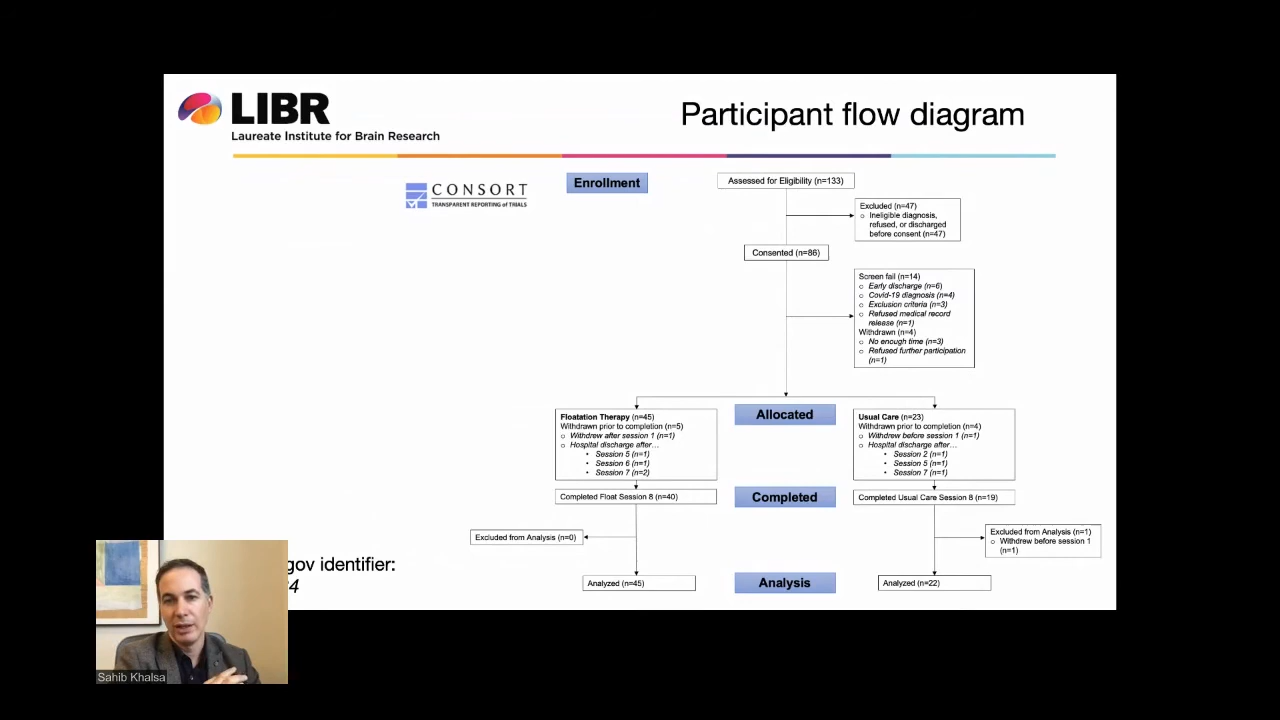 LIBR
Laureate Institute for Brain Research
Participant flow diagram
CONSORT
TRANSPARENT REPORTING of TRIALS
Enrollment
Assessed for Eligibility (n=133)
Excluded (n=47)
o Ineligible diagnosis,
refused, or discharged
before consent (n=47)
Consented (n=86)
Screen fail (n=14)
o Early discharge (n=6)
o Covid-19 diagnosis (n=4)
o Exclusion criteria (n=3)
o Refused medical record
release (n=1)
Withdrawn (n=4)
o No enough time (n=3)
o Refused further participation
(n=1)
Allocated
Floatation Therapy (n=45)
Withdrawn prior to completion (n=5)
o Withdrew after session 1 (n=1)
o Hospital discharge after…
• Session 5 (n=1)
• Session 6 (n=1)
• Session 7 (n=2)
Usual Care (n=23)
Withdrawn prior to completion (n=4)
o Withdrew before session 1 (n=1)
o Hospital discharge after…
• Session 2 (n=1)
• Session 5 (n=1)
• Session 7 (n=1)
Completed Float Session 8 (n=40)
Completed
Completed Usual Care Session 8 (n=19)
Excluded from Analysis (n=0)
Excluded from Analysis (n=1)
o Withdrew before session 1
(n=1)
Analyzed (n=45)
Analysis
Analyzed (n=22)
gov identifier:
4
Sahib Khalsa